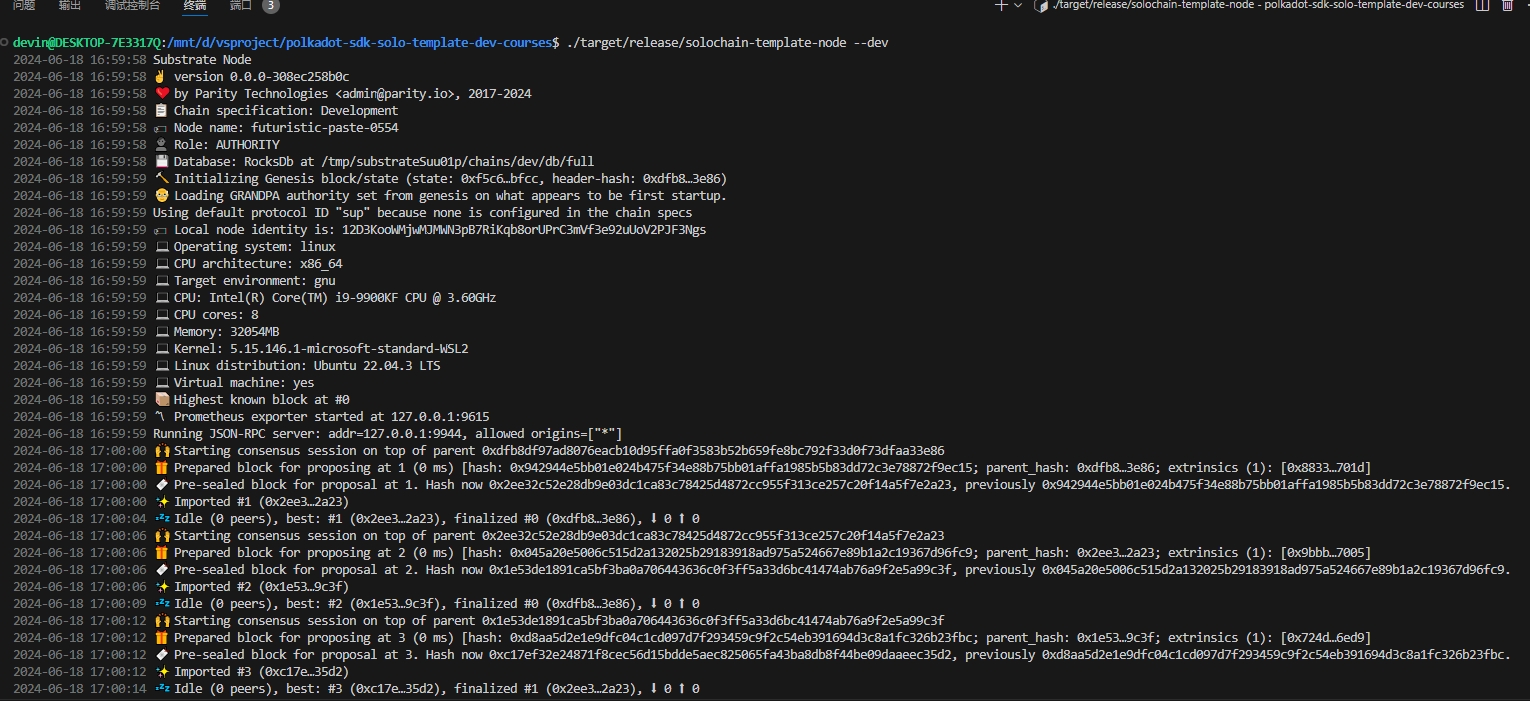 问题 输出 调试控制台 终端 端口 3 ./target/release/solochain-template-node - polkadot-sdk-solo-template-dev-courses
devin@DESKTOP-7E3317Q:/mnt/d/vsproject/polkadot-sdk-solo-template-dev-courses$ ./target/release/solochain-template-node --dev
2024-06-18 16:59:58 Substrate Node
2024-06-18 16:59:58 ✌️ version 0.0.0-308ec258b0c
2024-06-18 16:59:58 ❤️ by Parity Technologies <admin@parity.io>, 2017-2024
2024-06-18 16:59:58 📋 Chain specification: Development
2024-06-18 16:59:58 🏷 Node name: futuristic-paste-0554
2024-06-18 16:59:58 👤 Role: AUTHORITY
2024-06-18 16:59:58 💾 Database: RocksDb at /tmp/substrateSuu01p/chains/dev/db/full
2024-06-18 16:59:59 🔨 Initializing Genesis block/state (state: 0xf5c6…bfcc, header-hash: 0xdfb8…3e86)
2024-06-18 16:59:59 👴 Loading GRANDPA authority set from genesis on what appears to be first startup.
2024-06-18 16:59:59 Using default protocol ID "sup" because none is configured in the chain specs
2024-06-18 16:59:59 🏷 Local node identity is: 12D3KooWMjwMJMWN3pB7RiKqb8orUPrC3mVf3e92uUoV2PJF3Ngs
2024-06-18 16:59:59 💻 Operating system: linux
2024-06-18 16:59:59 💻 CPU architecture: x86_64
2024-06-18 16:59:59 💻 Target environment: gnu
2024-06-18 16:59:59 💻 CPU: Intel(R) Core(TM) i9-9900KF CPU @ 3.60GHz
2024-06-18 16:59:59 💻 CPU cores: 8
2024-06-18 16:59:59 💻 Memory: 32054MB
2024-06-18 16:59:59 💻 Kernel: 5.15.146.1-microsoft-standard-WSL2
2024-06-18 16:59:59 💻 Linux distribution: Ubuntu 22.04.3 LTS
2024-06-18 16:59:59 💻 Virtual machine: yes
2024-06-18 16:59:59 📦 Highest known block at #0
2024-06-18 16:59:59 〽️ Prometheus exporter started at 127.0.0.1:9615
2024-06-18 16:59:59 Running JSON-RPC server: addr=127.0.0.1:9944, allowed origins=["*"]
2024-06-18 17:00:00 🙌 Starting consensus session on top of parent 0xdfb8df97ad8076eacb10d95ffa0f3583b52b659fe8bc792f33d0f73dfaa33e86
2024-06-18 17:00:00 🎁 Prepared block for proposing at 1 (0 ms) [hash: 0x942944e5bb01e024b475f34e88b75bb01affa1985b5b83dd72c3e78872f9ec15; parent_hash: 0xdfb8…3e86; extrinsics (1): [0x8833…701d]
2024-06-18 17:00:00 🔖 Pre-sealed block for proposal at 1. Hash now 0x2ee32c52e28db9e03dc1ca83c78425d4872cc955f313ce257c20f14a5f7e2a23, previously 0x942944e5bb01e024b475f34e88b75bb01affa1985b5b83dd72c3e78872f9ec15.
2024-06-18 17:00:00 ✨ Imported #1 (0x2ee3…2a23)
2024-06-18 17:00:04 💤 Idle (0 peers), best: #1 (0x2ee3…2a23), finalized #0 (0xdfb8…3e86), ⬇ 0 ⬆ 0
2024-06-18 17:00:06 🙌 Starting consensus session on top of parent 0x2ee32c52e28db9e03dc1ca83c78425d4872cc955f313ce257c20f14a5f7e2a23
2024-06-18 17:00:06 🎁 Prepared block for proposing at 2 (0 ms) [hash: 0x045a20e5006c515d2a132025b29183918ad975a524667e89b1a2c19367d96fc9; parent_hash: 0x2ee3…2a23; extrinsics (1): [0x9bbb…7005]
2024-06-18 17:00:06 🔖 Pre-sealed block for proposal at 2. Hash now 0x1e53de1891ca5bf3ba0a706443636c0f3ff5a33d6bc41474ab76a9f2e5a99c3f, previously 0x045a20e5006c515d2a132025b29183918ad975a524667e89b1a2c19367d96fc9.
2024-06-18 17:00:06 ✨ Imported #2 (0x1e53…9c3f)
2024-06-18 17:00:09 💤 Idle (0 peers), best: #2 (0x1e53…9c3f), finalized #0 (0xdfb8…3e86), ⬇ 0 ⬆ 0
2024-06-18 17:00:12 🙌 Starting consensus session on top of parent 0x1e53de1891ca5bf3ba0a706443636c0f3ff5a33d6bc41474ab76a9f2e5a99c3f
2024-06-18 17:00:12 🎁 Prepared block for proposing at 3 (0 ms) [hash: 0xd8aa5d2e1e9dfc04c1cd097d7f293459c9f2c54eb391694d3c8a1fc326b23fbc; parent_hash: 0x1e53…9c3f; extrinsics (1): [0x724d…6ed9]
2024-06-18 17:00:12 🔖 Pre-sealed block for proposal at 3. Hash now 0xc17ef32e24871f8cec56d15bdde5aec825065fa43ba8db8f44be09daaeec35d2, previously 0xd8aa5d2e1e9dfc04c1cd097d7f293459c9f2c54eb391694d3c8a1fc326b23fbc.
2024-06-18 17:00:12 ✨ Imported #3 (0xc17e…35d2)
2024-06-18 17:00:14 💤 Idle (0 peers), best: #3 (0xc17e…35d2), finalized #1 (0x2ee3…2a23), ⬇ 0 ⬆ 0